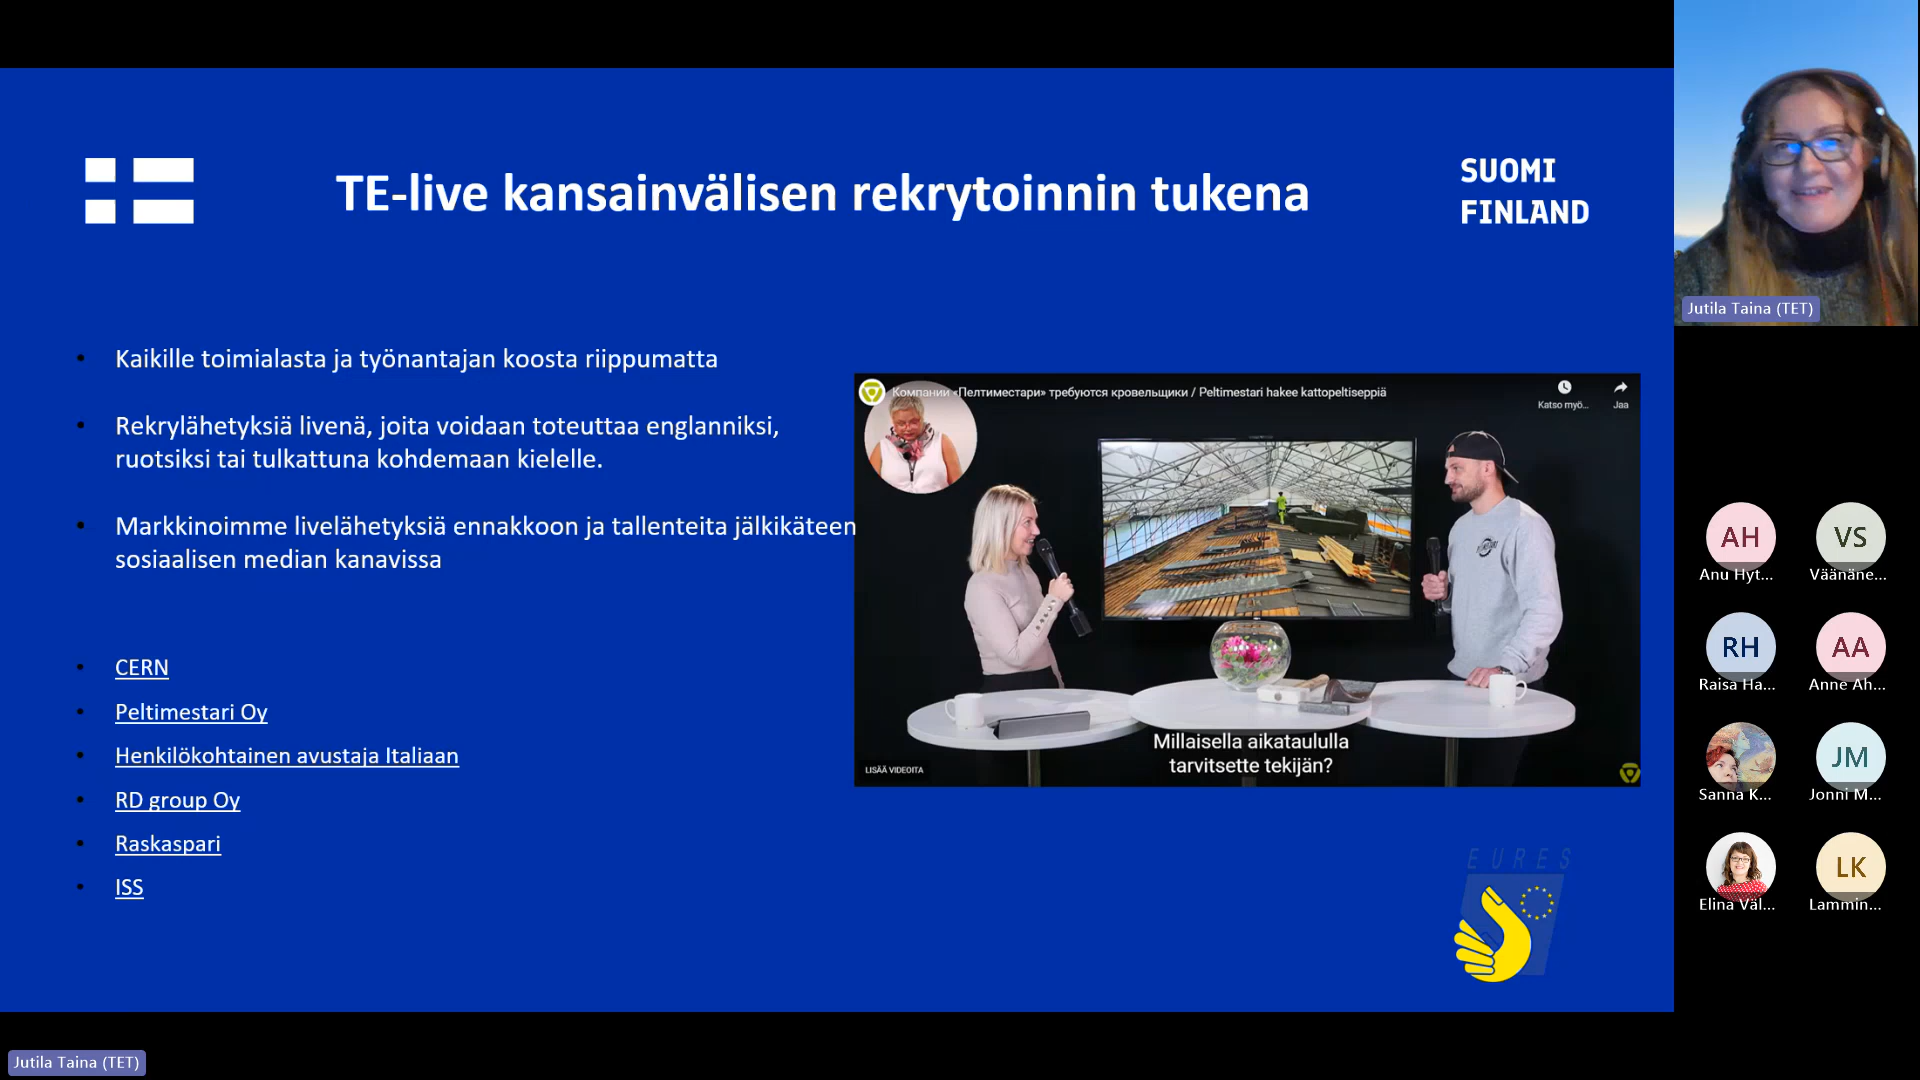 TE-live kansainvälisen rekrytoinnin tukena
SUOMI
FINLAND
Kaikille toimialasta ja työnantajan koosta riippumatta
Rekrylähetyksiä livenä, joita voidaan toteuttaa englanniksi,
ruotsiksi tai tulkattuna kohdemaan kielelle.
Markkinoimme livelähetyksiä ennakkoon ja tallenteita jälkikäteen
sosiaalisen median kanavissa
CERN
Peltimestari Oy
Henkilökohtainen avustaja Italiaan
RD group Oy
Raskaspari
ISS
Компании «Пелтиместари» требуются кровельщики / Peltimestari hakee kattopeltiseppiä
Katso myö...
Jaa
Millaisella aikataululla
tarvitsette tekijän?
LISÄÄ VIDEOITA
EURES
Jutila Taina (TET)
AH
Anu Hyt...
VS
Väänäne...
RH
Raisa Ha...
AA
Anne Ah...
Sanna K...
JM
Jonni M...
Elina Väl...
LK
Lammin...
Jutila Taina (TET)